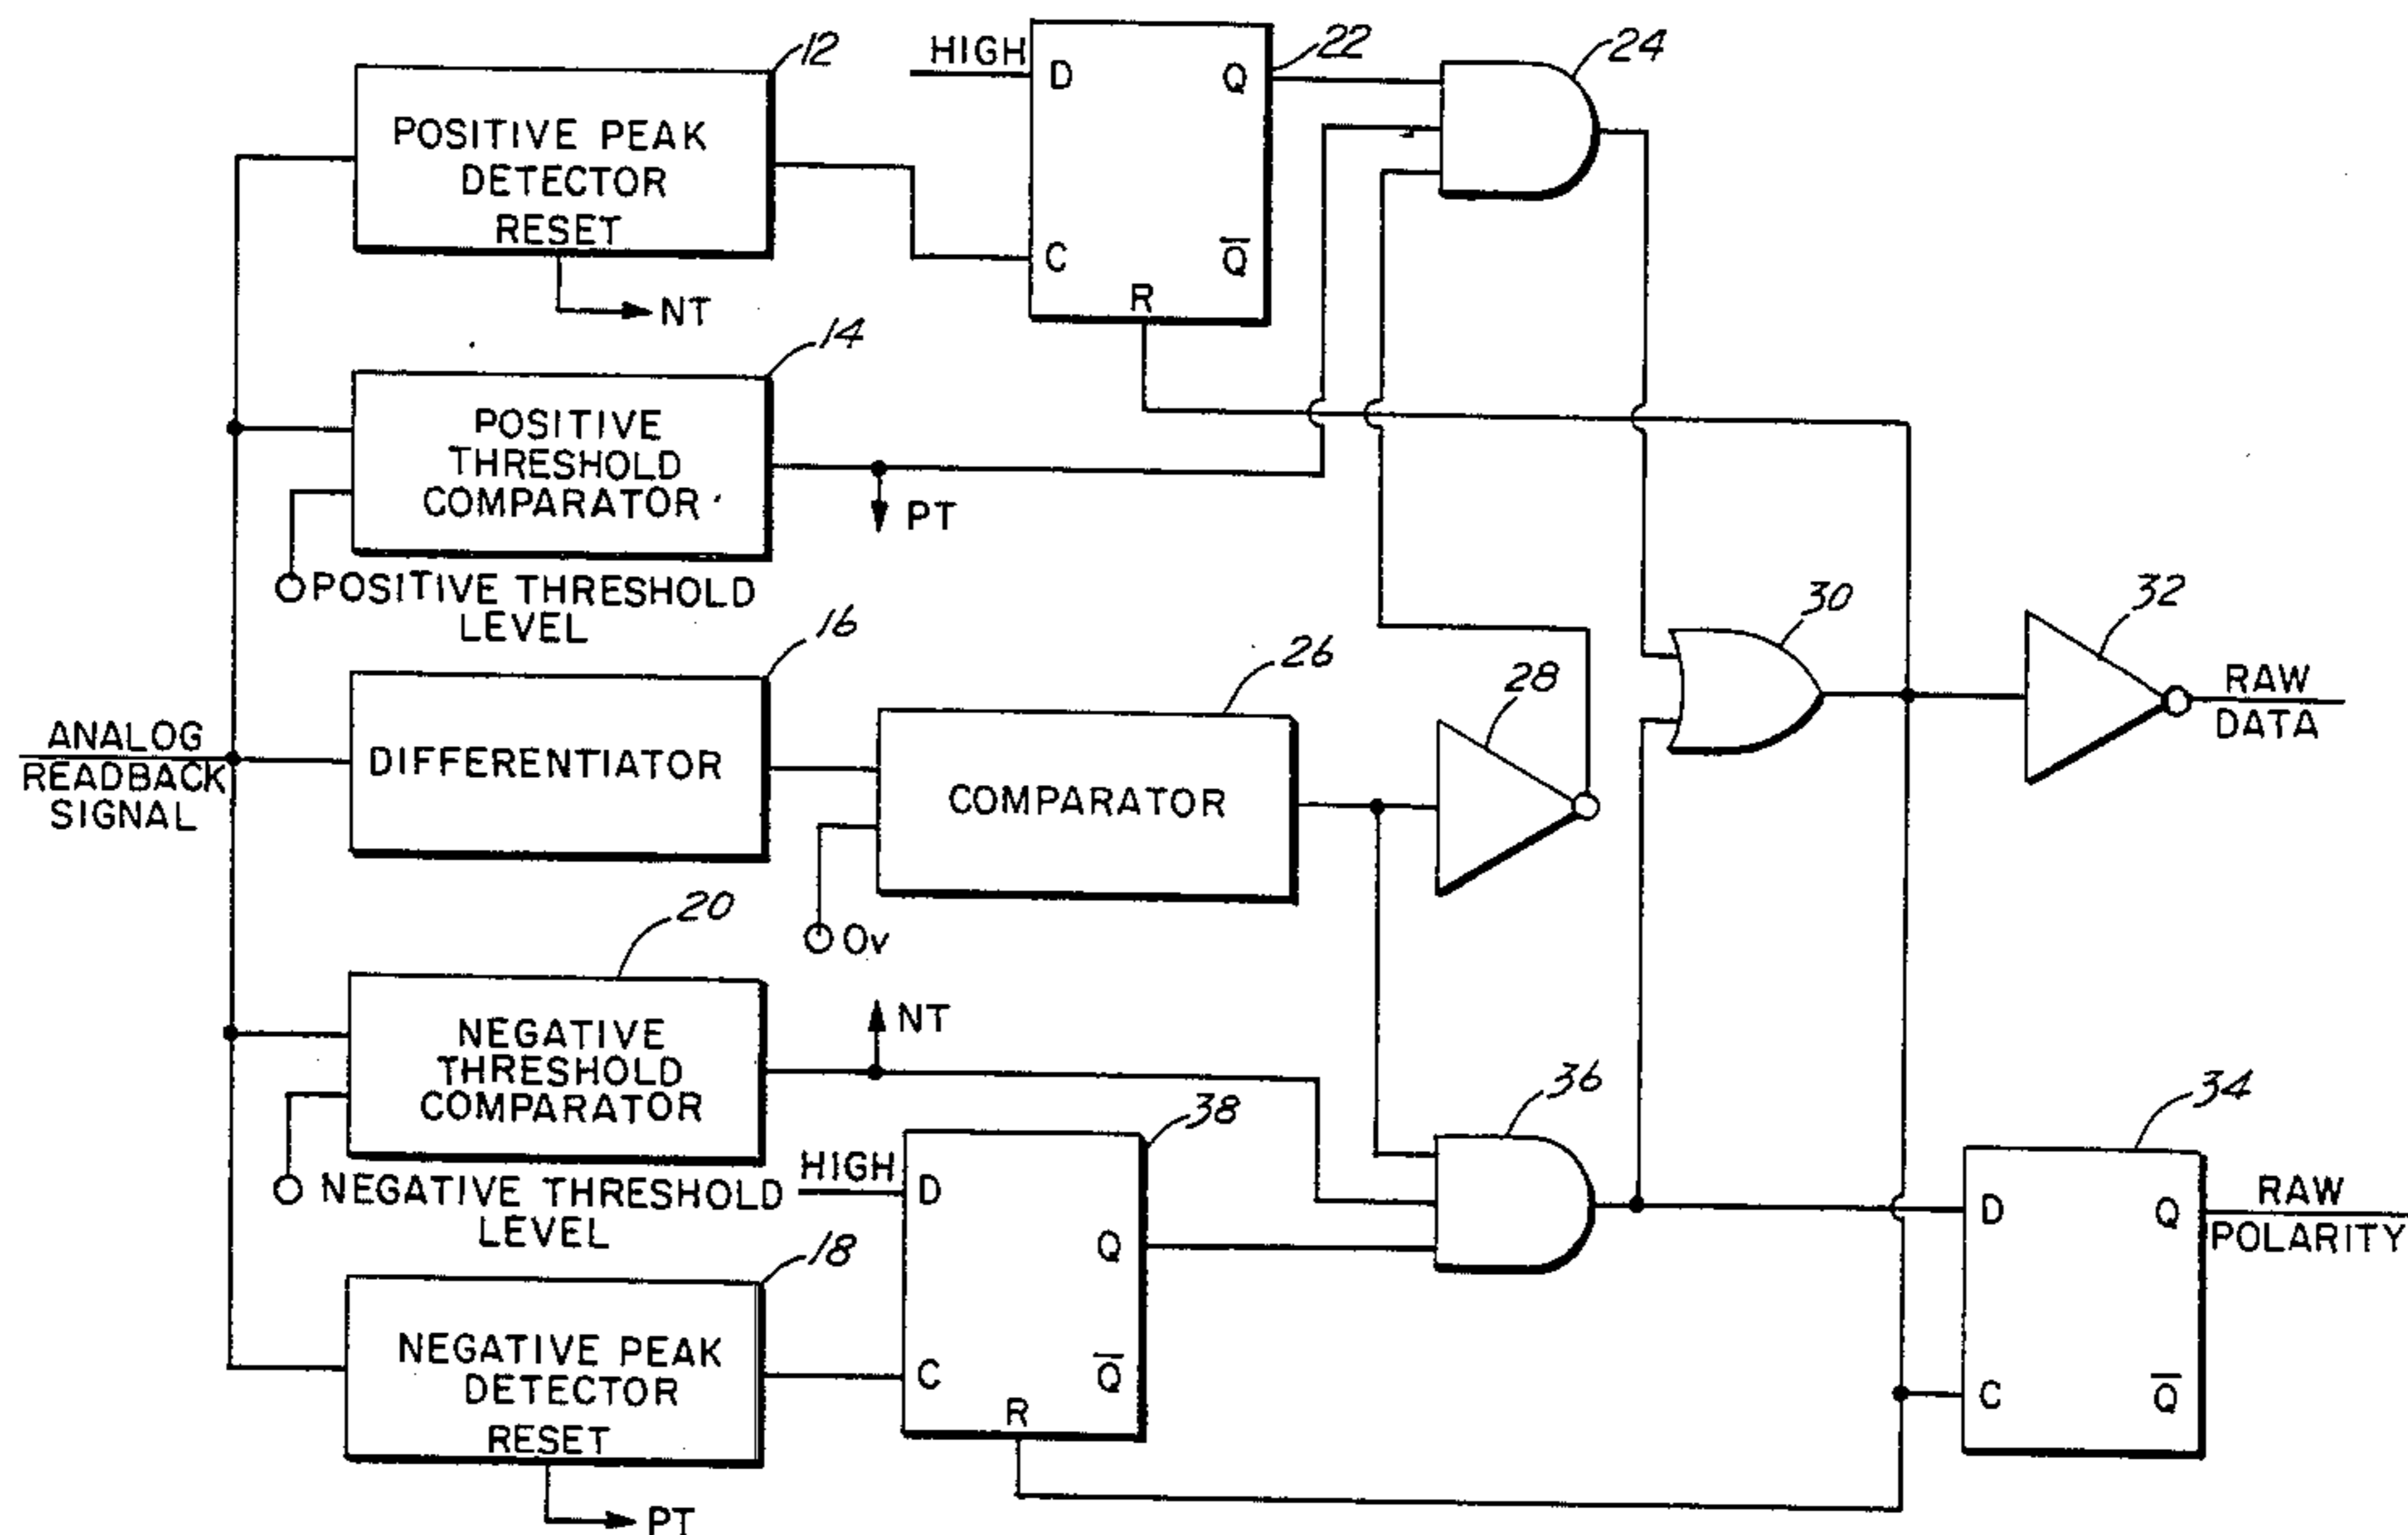 12
HIGH
D
Q
22
24
POSITIVE PEAK
DETECTOR
RESET
C
Q̅
R
NT
14
POSITIVE
THRESHOLD
COMPARATOR
PT
POSITIVE THRESHOLD
LEVEL
16
26
28
30
32
RAW
DATA
ANALOG
READBACK
SIGNAL
DIFFERENTIATOR
COMPARATOR
0v
20
NT
NEGATIVE
THRESHOLD
COMPARATOR
38
36
34
HIGH
D
Q
C
Q̅
R
NEGATIVE THRESHOLD
LEVEL
18
NEGATIVE PEAK
DETECTOR
RESET
PT
D
Q
C
Q̅
RAW
POLARITY